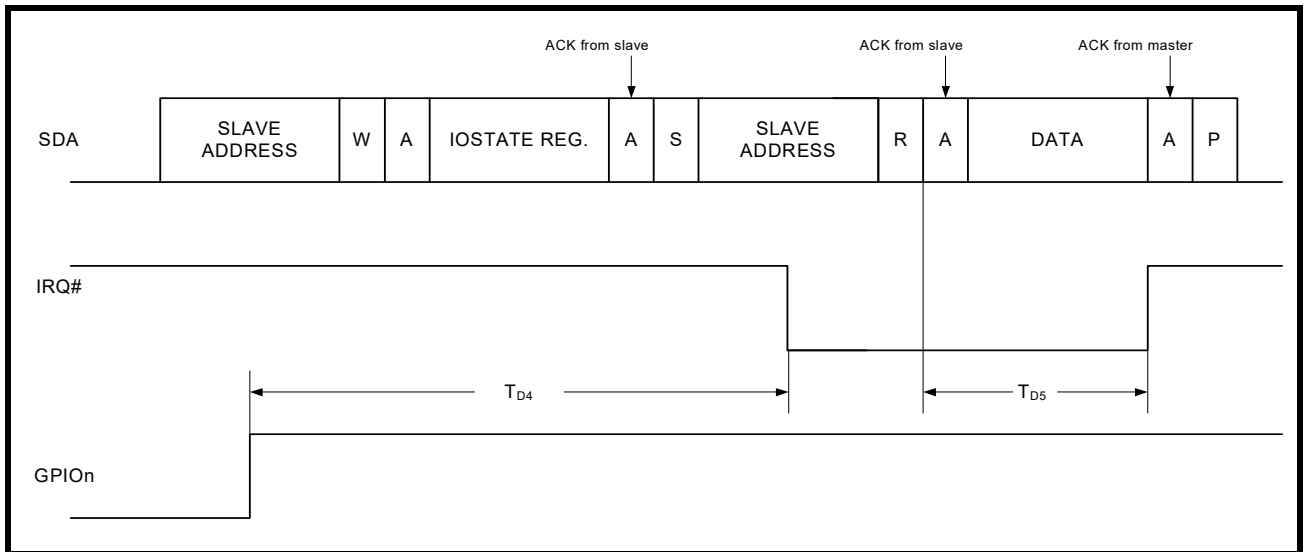 ACK from slave ACK from slave ACK from master
SDA SLAVE ADDRESS W A IOSTATE REG. A S SLAVE ADDRESS R A DATA A P
IRQ#
TD4 TD5
GPIOn